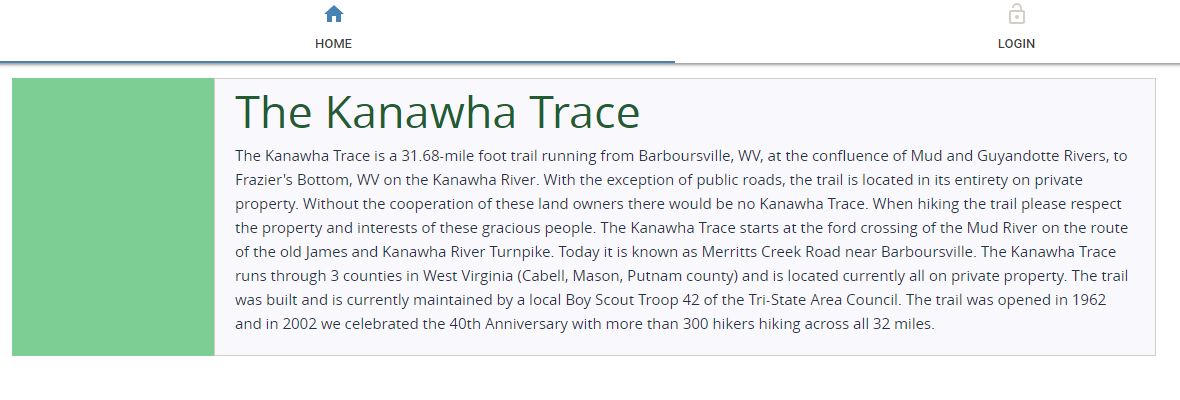 HOME
LOGIN
The Kanawha Trace
The Kanawha Trace is a 31.68-mile foot trail running from Barboursville, WV, at the confluence of Mud and Guyandotte Rivers, to
Frazier's Bottom, WV on the Kanawha River. With the exception of public roads, the trail is located in its entirety on private
property. Without the cooperation of these land owners there would be no Kanawha Trace. When hiking the trail please respect
the property and interests of these gracious people. The Kanawha Trace starts at the ford crossing of the Mud River on the route
of the old James and Kanawha River Turnpike. Today it is known as Merritts Creek Road near Barboursville. The Kanawha Trace
runs through 3 counties in West Virginia (Cabell, Mason, Putnam county) and is located currently all on private property. The trail
was built and is currently maintained by a local Boy Scout Troop 42 of the Tri-State Area Council. The trail was opened in 1962
and in 2002 we celebrated the 40th Anniversary with more than 300 hikers hiking across all 32 miles.